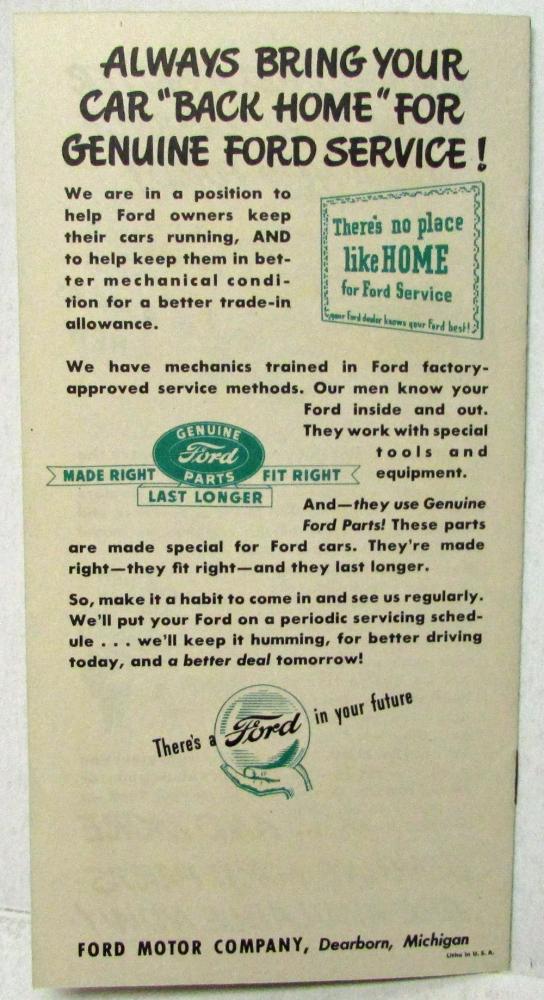 ALWAYS BRING YOUR
CAR "BACK HOME" FOR
GENUINE FORD SERVICE!
We are in a position to
help Ford owners keep
their cars running, AND
to help keep them in bet-
ter mechanical condi-
tion for a better trade-in
allowance.
There's no place
like HOME
for Ford Service
your Ford dealer knows your Ford best!
We have mechanics trained in Ford factory-
approved service methods. Our men know your
Ford inside and out.
They work with special
tools and
equipment.
GENUINE
Ford
PARTS
MADE RIGHT FIT RIGHT
LAST LONGER
And—they use Genuine
Ford Parts! These parts
are made special for Ford cars. They're made
right—they fit right—and they last longer.
So, make it a habit to come in and see us regularly.
We'll put your Ford on a periodic servicing sched-
ule . . . we'll keep it humming, for better driving
today, and a better deal tomorrow!
There's a Ford in your future
FORD MOTOR COMPANY, Dearborn, Michigan
Litho in U. S. A.